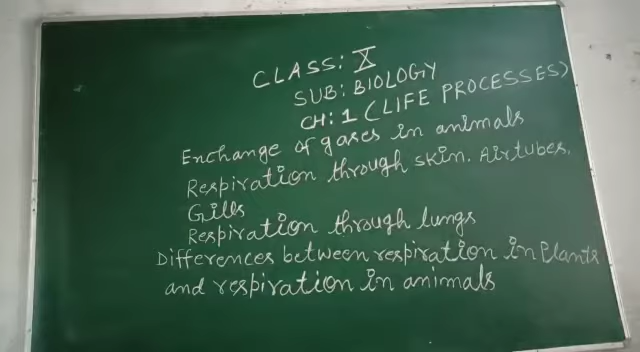 CLASS: X
SUB: BIOLOGY
CH: 1 (LIFE PROCESSES)
Enchange of gases in animals
Respiration through skin. Airtubes.
Gills
Respiration through lungs
Differences between respiration in Plants
and respiration in animals